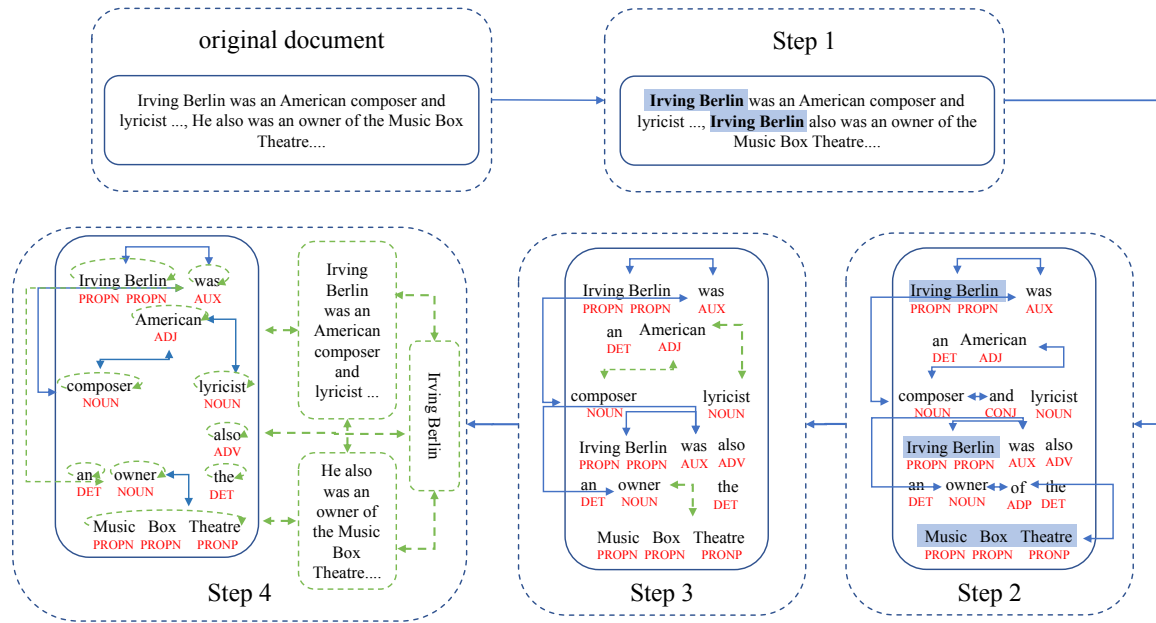 original document
Irving Berlin was an American composer and
lyricist ..., He also was an owner of the Music Box
Theatre....
Step 1
Irving Berlin was an American composer and
lyricist ..., Irving Berlin also was an owner of the
Music Box Theatre....
Irving Berlin was
PROPN PROPN AUX
American
ADJ
composer lyricist
NOUN NOUN
also
ADV
an owner the
DET NOUN DET
Music Box Theatre
PROPN PROPN PRONP
Irving
Berlin
was an
American
composer
and
lyricist ...
He also
was an
owner of
the Music
Box
Theatre....
Irving Berlin
Step 4
Irving Berlin was
PROPN PROPN AUX
an American
DET ADJ
composer lyricist
NOUN NOUN
Irving Berlin was also
PROPN PROPN AUX ADV
an owner the
DET NOUN DET
Music Box Theatre
PROPN PROPN PRONP
Step 3
Irving Berlin was
PROPN PROPN AUX
an American
DET ADJ
composer and lyricist
NOUN CONJ NOUN
Irving Berlin was also
PROPN PROPN AUX ADV
an owner of the
DET NOUN ADP DET
Music Box Theatre
PROPN PROPN PRONP
Step 2